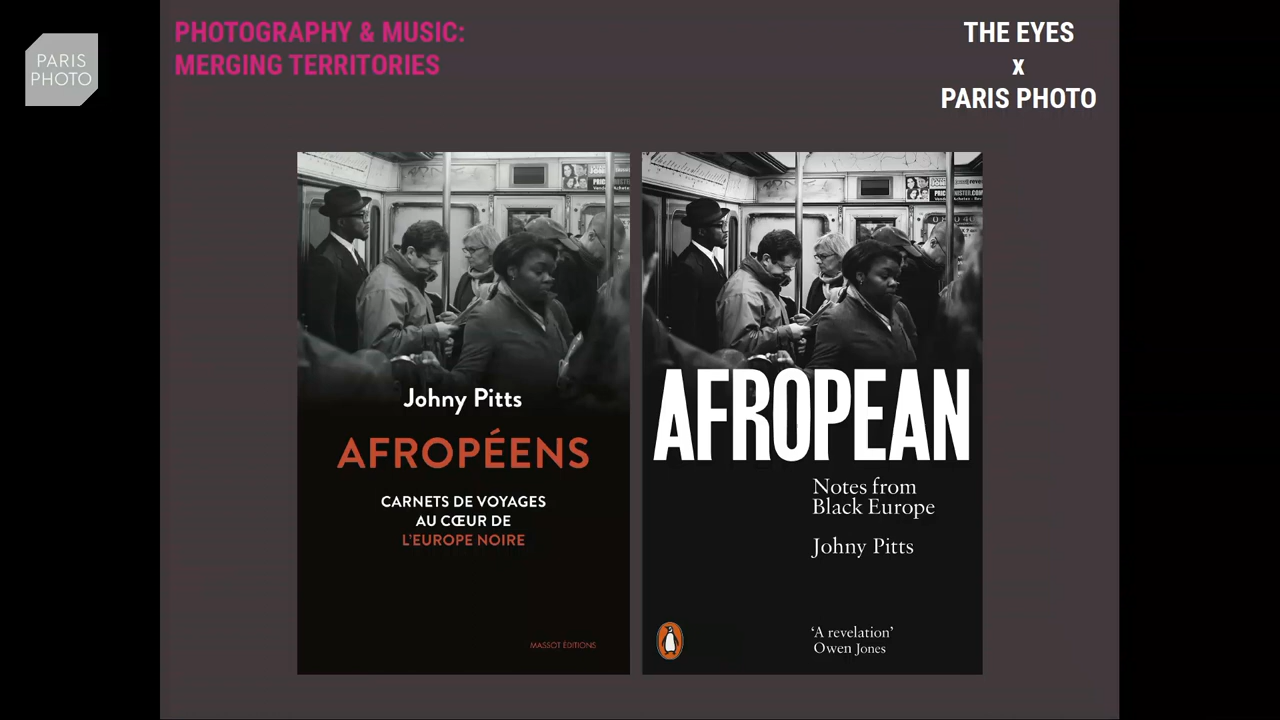 PARIS
PHOTO
PHOTOGRAPHY & MUSIC:
MERGING TERRITORIES
THE EYES
x
PARIS PHOTO
Johny Pitts
AFROPÉENS
CARNETS DE VOYAGES
AU CŒUR DE
L'EUROPE NOIRE
MASSOT ÉDITIONS
AFROPEAN
Notes from
Black Europe
Johny Pitts
‘A revelation’
Owen Jones